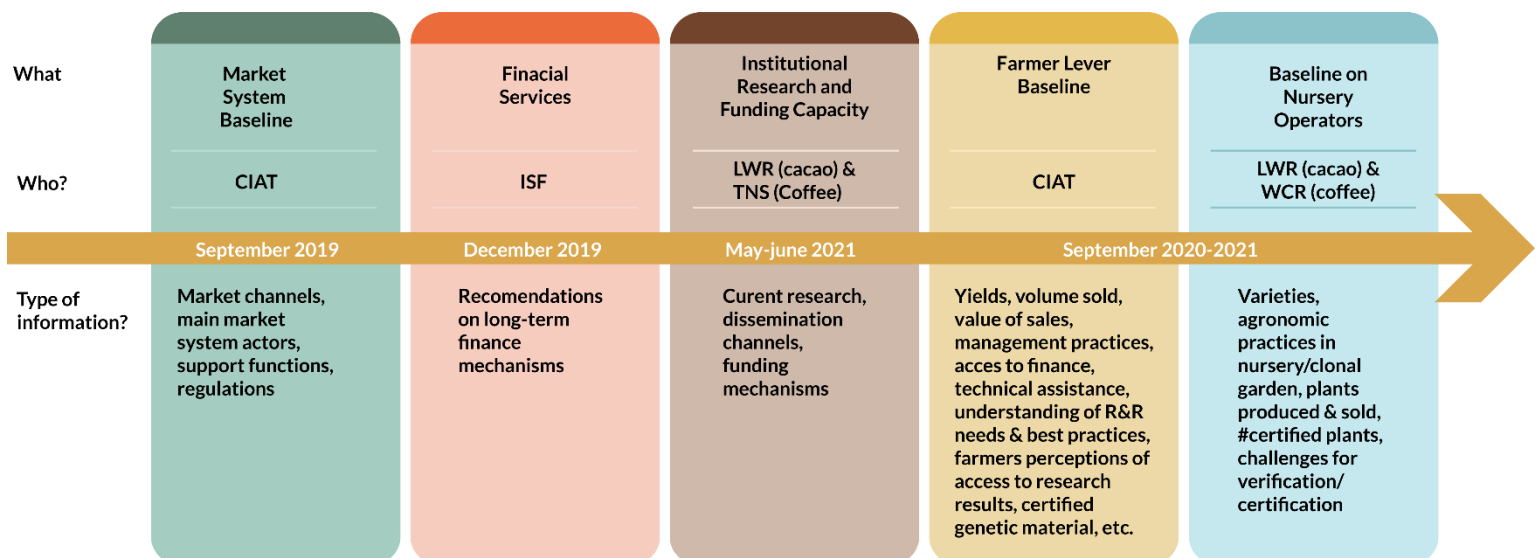 What
Market
System
Baseline
Finacial
Services
Institutional
Research and
Funding Capacity
Farmer Lever
Baseline
Baseline on
Nursery
Operators
Who?
CIAT
ISF
LWR (cacao) &
TNS (Coffee)
CIAT
LWR (cacao) &
WCR (coffee)
September 2019
December 2019
May-june 2021
September 2020-2021
Type of
information?
Market channels,
main market
system actors,
support functions,
regulations
Recomendations
on long-term
finance
mechanisms
Curent research,
dissemination
channels,
funding
mechanisms
Yields, volume sold,
value of sales,
management practices,
acces to finance,
technical assistance,
understanding of R&R
needs & best practices,
farmers perceptions of
access to research
results, certified
genetic material, etc.
Varieties,
agronomic
practices in
nursery/clonal
garden, plants
produced & sold,
#certified plants,
challenges for
verification/
certification